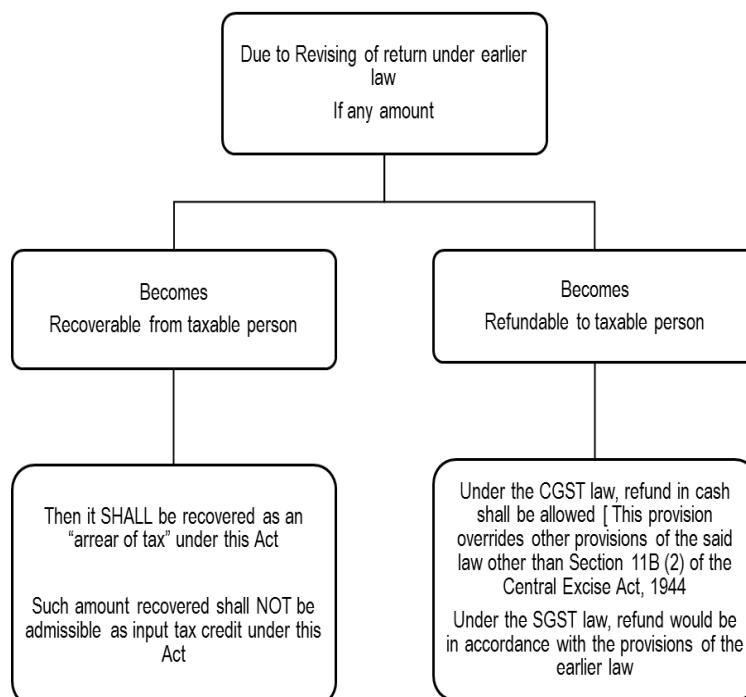 Due to Revising of return under earlier
law
If any amount
Becomes
Recoverable from taxable person
Becomes
Refundable to taxable person
Then it SHALL be recovered as an
“arrear of tax” under this Act
Such amount recovered shall NOT be
admissible as input tax credit under this
Act
Under the CGST law, refund in cash
shall be allowed [ This provision
overrides other provisions of the said
law other than Section 11B (2) of the
Central Excise Act, 1944
Under the SGST law, refund would be
in accordance with the provisions of the
earlier law